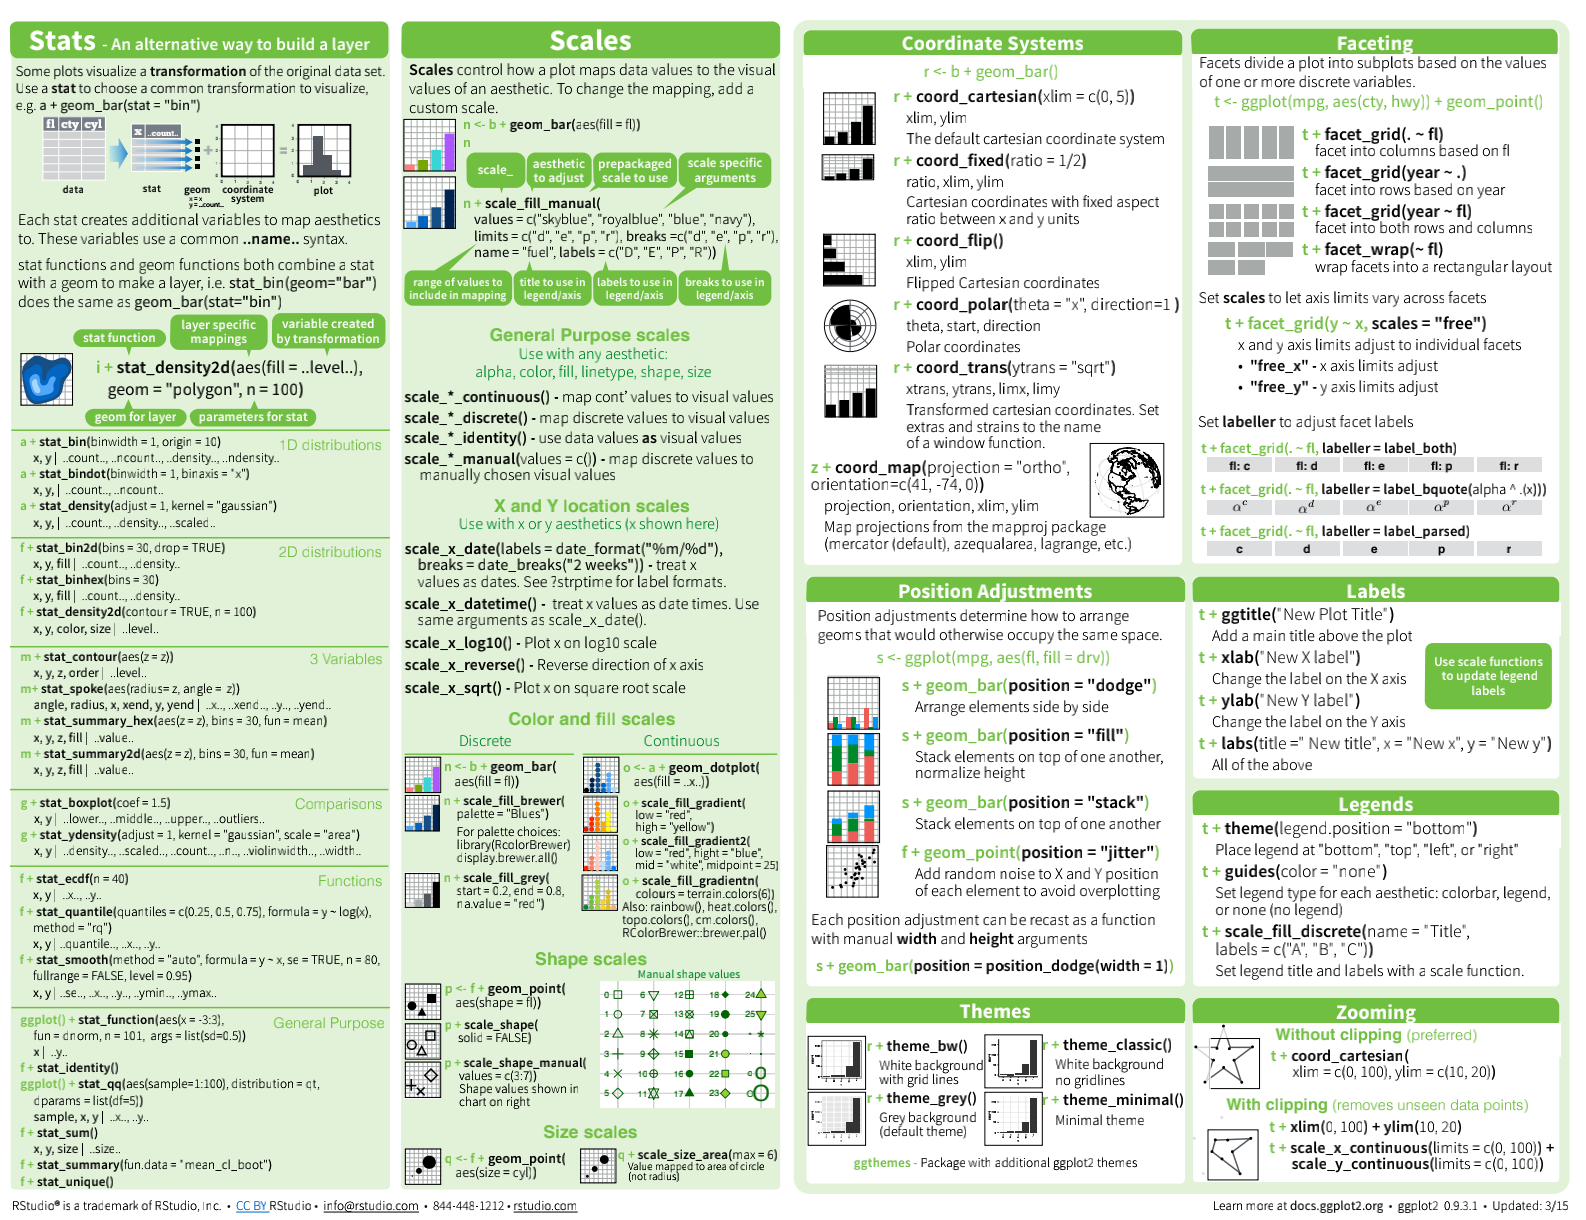 Stats - An alternative way to build a layer
Some plots visualize a transformation of the original data set.
Use a stat to choose a common transformation to visualize,
e.g. a + geom_bar(stat = "bin")
fl cty cyl
x ..count..
data
stat
geom
x = x
y = ..count..
coordinate
system
plot
Each stat creates additional variables to map aesthetics
to. These variables use a common ..name.. syntax.
stat functions and geom functions both combine a stat
with a geom to make a layer, i.e. stat_bin(geom="bar")
does the same as geom_bar(stat="bin")
stat function
layer specific
mappings
variable created
by transformation
i + stat_density2d(aes(fill = ..level..),
geom = "polygon", n = 100)
geom for layer
parameters for stat
1D distributions
a + stat_bin(binwidth = 1, origin = 10)
x, y | ..count.., ..ncount.., ..density.., ..ndensity..
a + stat_bindot(binwidth = 1, binaxis = "x")
x, y, | ..count.., ..ncount..
a + stat_density(adjust = 1, kernel = "gaussian")
x, y, | ..count.., ..density.., ..scaled..
2D distributions
f + stat_bin2d(bins = 30, drop = TRUE)
x, y, fill | ..count.., ..density..
f + stat_binhex(bins = 30)
x, y, fill | ..count.., ..density..
f + stat_density2d(contour = TRUE, n = 100)
x, y, color, size | ..level..
3 Variables
m + stat_contour(aes(z = z))
x, y, z, order | ..level..
m+ stat_spoke(aes(radius= z, angle = z))
angle, radius, x, xend, y, yend | ..x.., ..xend.., ..y.., ..yend..
m + stat_summary_hex(aes(z = z), bins = 30, fun = mean)
x, y, z, fill | ..value..
m + stat_summary2d(aes(z = z), bins = 30, fun = mean)
x, y, z, fill | ..value..
Comparisons
g + stat_boxplot(coef = 1.5)
x, y | ..lower.., ..middle.., ..upper.., ..outliers..
g + stat_ydensity(adjust = 1, kernel = "gaussian", scale = "area")
x, y | ..density.., ..scaled.., ..count.., ..n.., ..violinwidth.., ..width..
Functions
f + stat_ecdf(n = 40)
x, y | ..x.., ..y..
f + stat_quantile(quantiles = c(0.25, 0.5, 0.75), formula = y ~ log(x),
method = "rq")
x, y | ..quantile.., ..x.., ..y..
f + stat_smooth(method = "auto", formula = y ~ x, se = TRUE, n = 80,
fullrange = FALSE, level = 0.95)
x, y | ..se.., ..x.., ..y.., ..ymin.., ..ymax..
General Purpose
ggplot() + stat_function(aes(x = -3:3),
fun = dnorm, n = 101, args = list(sd=0.5))
x | ..y..
f + stat_identity()
ggplot() + stat_qq(aes(sample=1:100), distribution = qt,
dparams = list(df=5))
sample, x, y | ..x.., ..y..
f + stat_sum()
x, y, size | ..size..
f + stat_summary(fun.data = "mean_cl_boot")
f + stat_unique()
Scales
Scales control how a plot maps data values to the visual
values of an aesthetic. To change the mapping, add a
custom scale.
n <- b + geom_bar(aes(fill = fl))
n
scale_
aesthetic
to adjust
prepackaged
scale to use
scale specific
arguments
n + scale_fill_manual(
values = c("skyblue", "royalblue", "blue", "navy"),
limits = c("d", "e", "p", "r"), breaks =c("d", "e", "p", "r"),
name = "fuel", labels = c("D", "E", "P", "R"))
range of values to
include in mapping
title to use in
legend/axis
labels to use in
legend/axis
breaks to use in
legend/axis
General Purpose scales
Use with any aesthetic:
alpha, color, fill, linetype, shape, size
scale_*_continuous() - map cont' values to visual values
scale_*_discrete() - map discrete values to visual values
scale_*_identity() - use data values as visual values
scale_*_manual(values = c()) - map discrete values to
manually chosen visual values
X and Y location scales
Use with x or y aesthetics (x shown here)
scale_x_date(labels = date_format("%m/%d"),
breaks = date_breaks("2 weeks")) - treat x
values as dates. See ?strptime for label formats.
scale_x_datetime() - treat x values as date times. Use
same arguments as scale_x_date().
scale_x_log10() - Plot x on log10 scale
scale_x_reverse() - Reverse direction of x axis
scale_x_sqrt() - Plot x on square root scale
Color and fill scales
Discrete
n <- b + geom_bar(
aes(fill = fl))
n + scale_fill_brewer(
palette = "Blues")
For palette choices:
library(RcolorBrewer)
display.brewer.all()
n + scale_fill_grey(
start = 0.2, end = 0.8,
na.value = "red")
Continuous
o <- a + geom_dotplot(
aes(fill = ..x..))
o + scale_fill_gradient(
low = "red",
high = "yellow")
o + scale_fill_gradient2(
low = "red", hight = "blue",
mid = "white", midpoint = 25)
o + scale_fill_gradientn(
colours = terrain.colors(6))
Also: rainbow(), heat.colors(),
topo.colors(), cm.colors(),
RColorBrewer::brewer.pal()
Shape scales
p <- f + geom_point(
aes(shape = fl))
p + scale_shape(
solid = FALSE)
p + scale_shape_manual(
values = c(3:7))
Shape values shown in
chart on right
Manual shape values
0 6 12 18 24
1 7 13 19 25
2 8 14 20 * *
3 9 15 21 . .
4 10 16 22 o o
5 11 17 23 O O
Size scales
q <- f + geom_point(
aes(size = cyl))
q + scale_size_area(max = 6)
Value mapped to area of circle
(not radius)
Coordinate Systems
r <- b + geom_bar()
r + coord_cartesian(xlim = c(0, 5))
xlim, ylim
The default cartesian coordinate system
r + coord_fixed(ratio = 1/2)
ratio, xlim, ylim
Cartesian coordinates with fixed aspect
ratio between x and y units
r + coord_flip()
xlim, ylim
Flipped Cartesian coordinates
r + coord_polar(theta = "x", direction=1 )
theta, start, direction
Polar coordinates
r + coord_trans(ytrans = "sqrt")
xtrans, ytrans, limx, limy
Transformed cartesian coordinates. Set
extras and strains to the name
of a window function.
z + coord_map(projection = "ortho",
orientation=c(41, -74, 0))
projection, orientation, xlim, ylim
Map projections from the mapproj package
(mercator (default), azequalarea, lagrange, etc.)
Position Adjustments
Position adjustments determine how to arrange
geoms that would otherwise occupy the same space.
s <- ggplot(mpg, aes(fl, fill = drv))
s + geom_bar(position = "dodge")
Arrange elements side by side
s + geom_bar(position = "fill")
Stack elements on top of one another,
normalize height
s + geom_bar(position = "stack")
Stack elements on top of one another
f + geom_point(position = "jitter")
Add random noise to X and Y position
of each element to avoid overplotting
Each position adjustment can be recast as a function
with manual width and height arguments
s + geom_bar(position = position_dodge(width = 1))
Themes
r + theme_bw()
White background
with grid lines
r + theme_grey()
Grey background
(default theme)
r + theme_classic()
White background
no gridlines
r + theme_minimal()
Minimal theme
ggthemes - Package with additional ggplot2 themes
Faceting
Facets divide a plot into subplots based on the values
of one or more discrete variables.
t <- ggplot(mpg, aes(cty, hwy)) + geom_point()
t + facet_grid(. ~ fl)
facet into columns based on fl
t + facet_grid(year ~ .)
facet into rows based on year
t + facet_grid(year ~ fl)
facet into both rows and columns
t + facet_wrap(~ fl)
wrap facets into a rectangular layout
Set scales to let axis limits vary across facets
t + facet_grid(y ~ x, scales = "free")
x and y axis limits adjust to individual facets
• "free_x" - x axis limits adjust
• "free_y" - y axis limits adjust
Set labeller to adjust facet labels
t + facet_grid(. ~ fl, labeller = label_both)
fl: c fl: d fl: e fl: p fl: r
t + facet_grid(. ~ fl, labeller = label_bquote(alpha ^ .(x)))
α^c α^d α^e α^p α^r
t + facet_grid(. ~ fl, labeller = label_parsed)
c d e p r
Labels
t + ggtitle("New Plot Title")
Add a main title above the plot
t + xlab("New X label")
Change the label on the X axis
t + ylab("New Y label")
Change the label on the Y axis
t + labs(title =" New title", x = "New x", y = "New y")
All of the above
Use scale functions
to update legend
labels
Legends
t + theme(legend.position = "bottom")
Place legend at "bottom", "top", "left", or "right"
t + guides(color = "none")
Set legend type for each aesthetic: colorbar, legend,
or none (no legend)
t + scale_fill_discrete(name = "Title",
labels = c("A", "B", "C"))
Set legend title and labels with a scale function.
Zooming
Without clipping (preferred)
t + coord_cartesian(
xlim = c(0, 100), ylim = c(10, 20))
With clipping (removes unseen data points)
t + xlim(0, 100) + ylim(10, 20)
t + scale_x_continuous(limits = c(0, 100)) +
scale_y_continuous(limits = c(0, 100))
RStudio® is a trademark of RStudio, Inc. • CC BY RStudio • info@rstudio.com • 844-448-1212 • rstudio.com
Learn more at docs.ggplot2.org • ggplot2 0.9.3.1 • Updated: 3/15